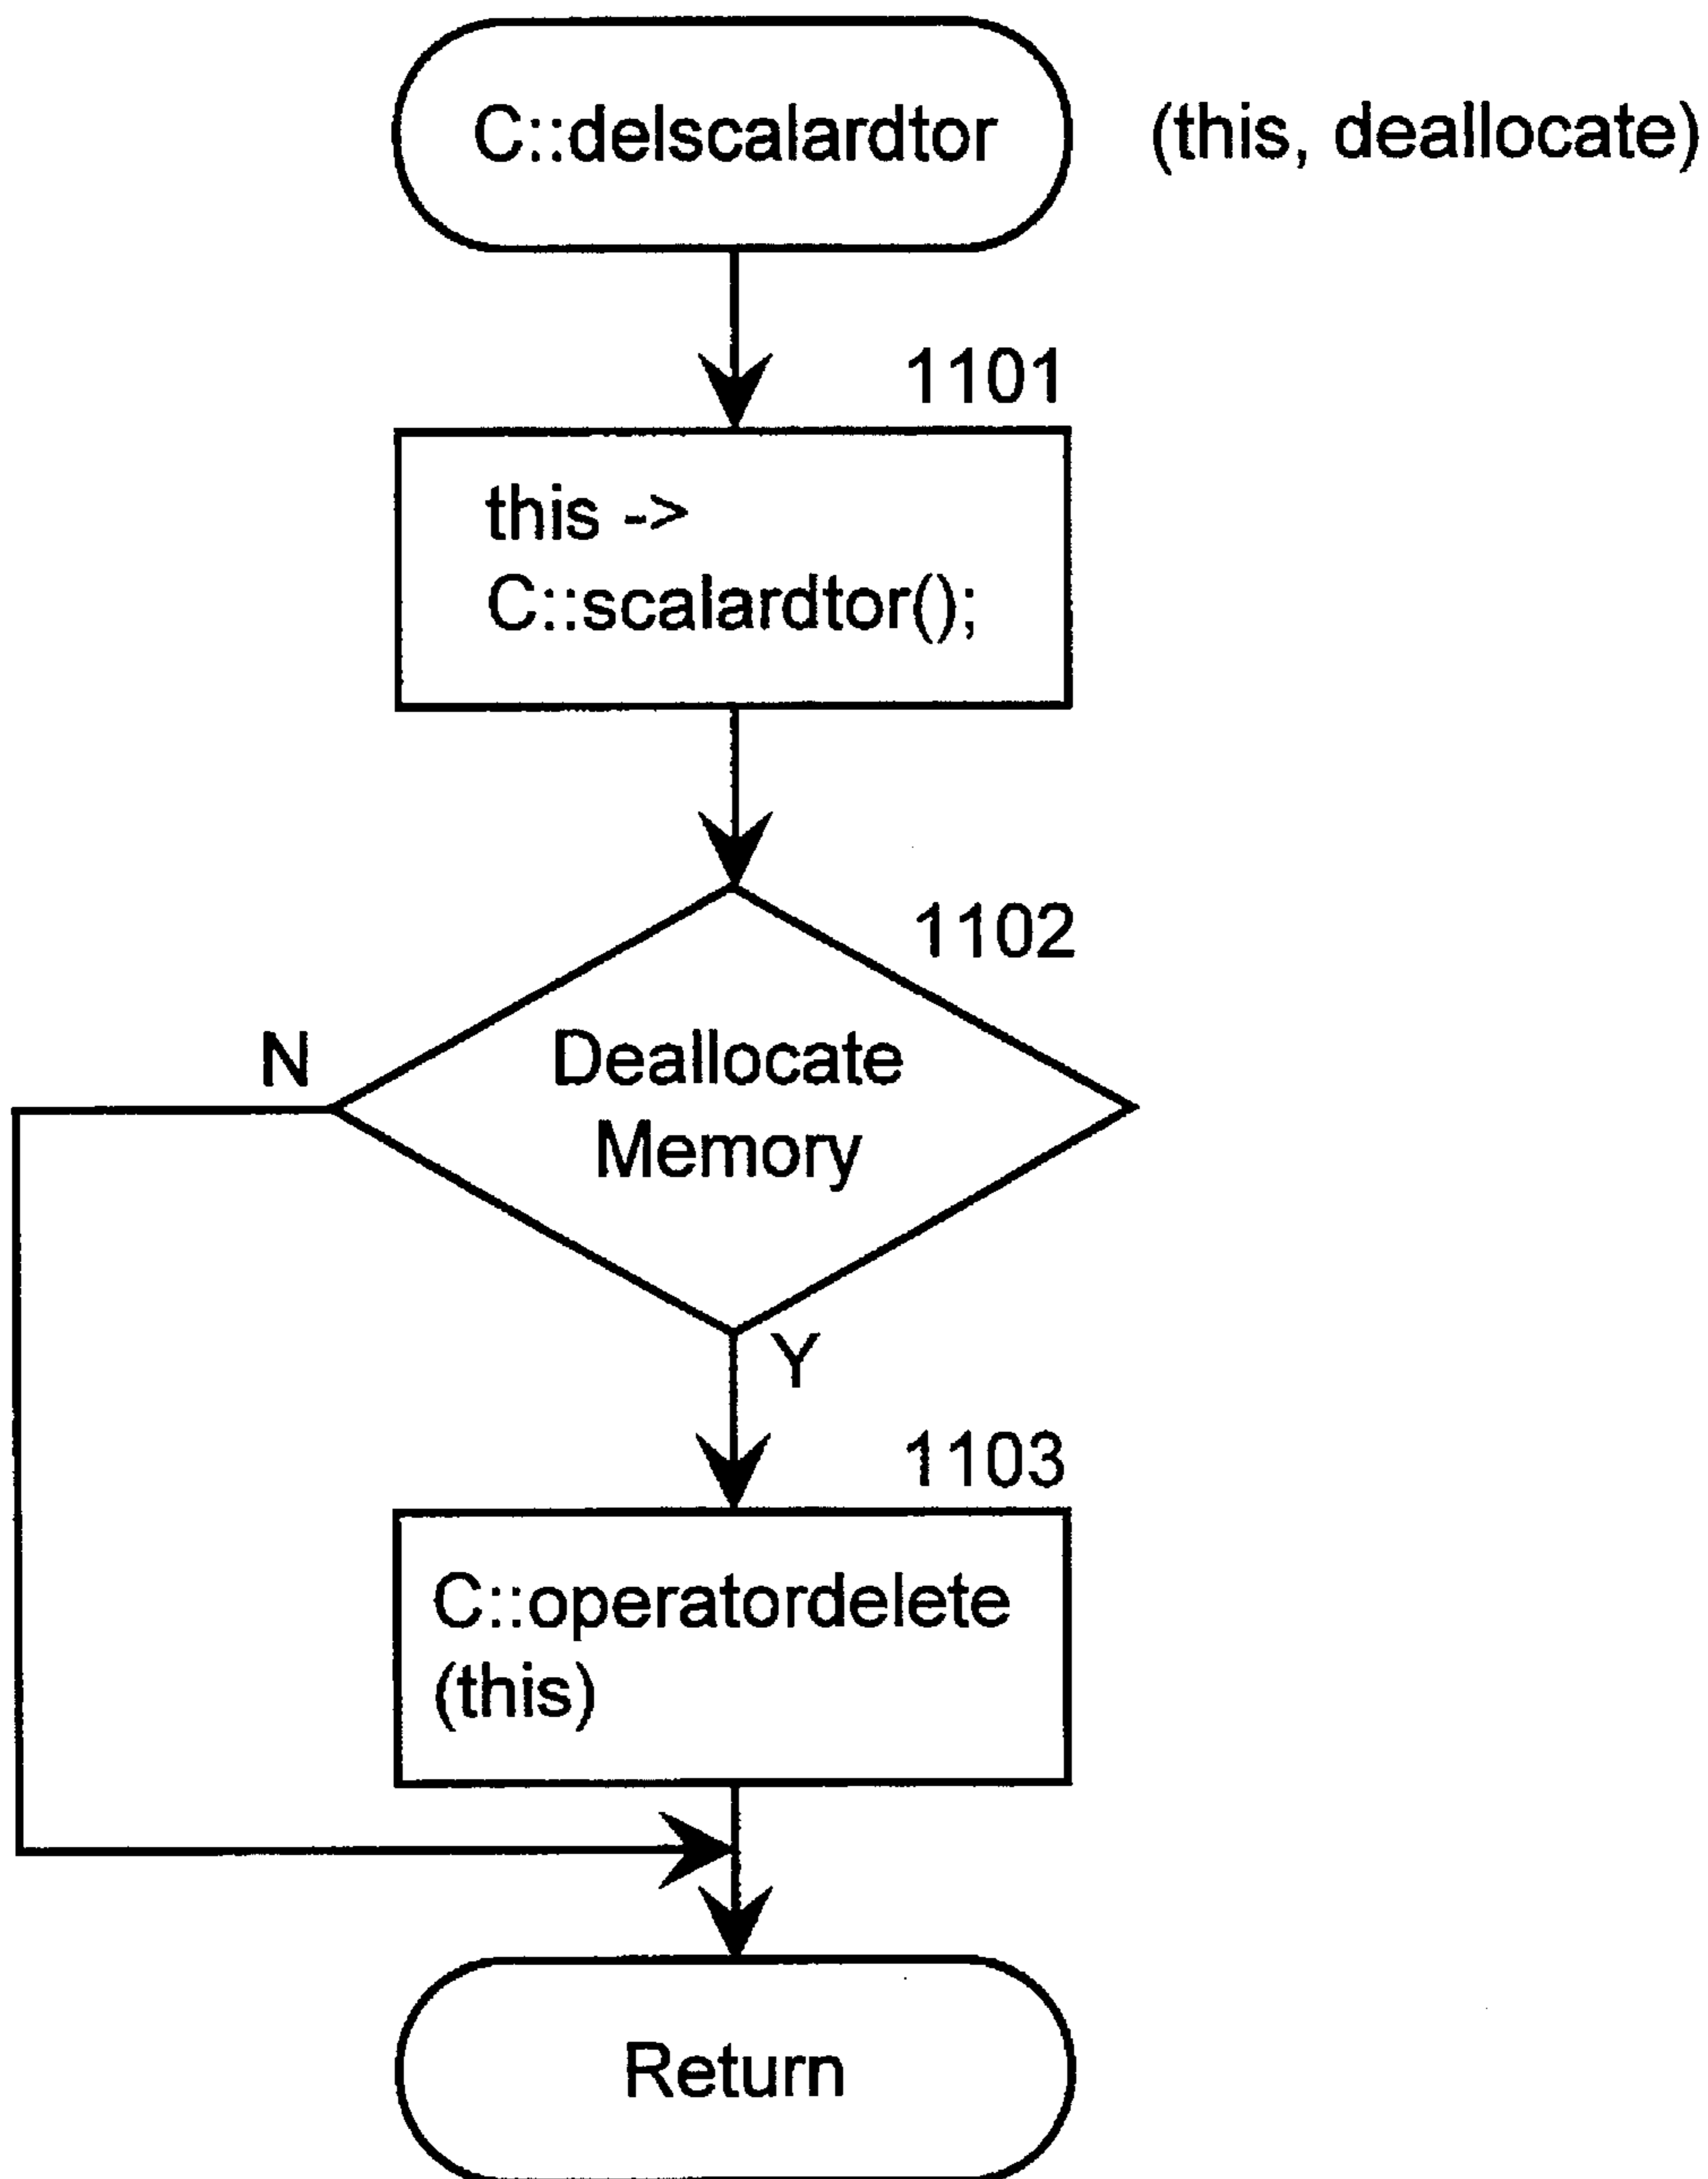 C::delscalardtor (this, deallocate)
1101
this ->
C::scalardtor();
1102
N
Deallocate
Memory
Y
1103
C::operatordelete
(this)
Return